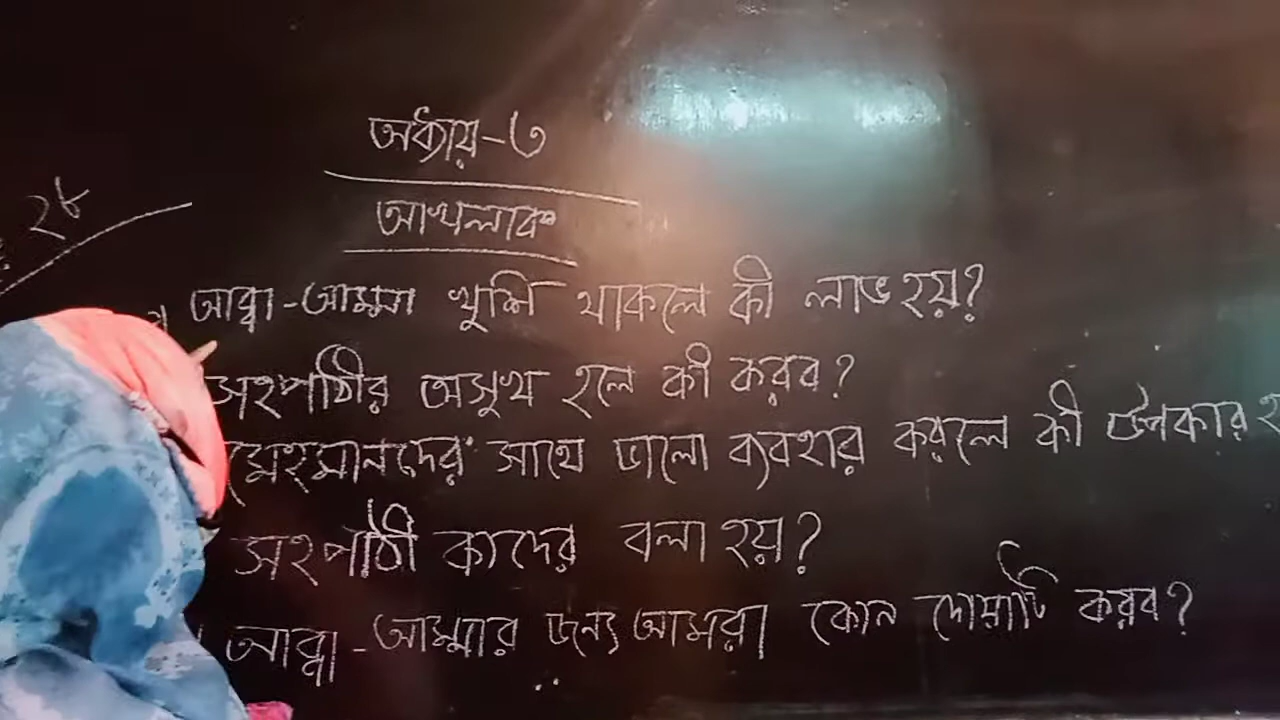 অধ্যায়-৩
আখলাক
২৮
আব্বা-আম্মা খুশি থাকলে কী লাভ হয়?
সহপাঠীর অসুখ হলে কী করব?
মেহমানদের সাথে ভালো ব্যবহার করলে কী উপকার হ
সহপাঠী কাদের বলা হয়?
আব্বা-আম্মার জন্য আমরা কোন দোয়াটি করব?